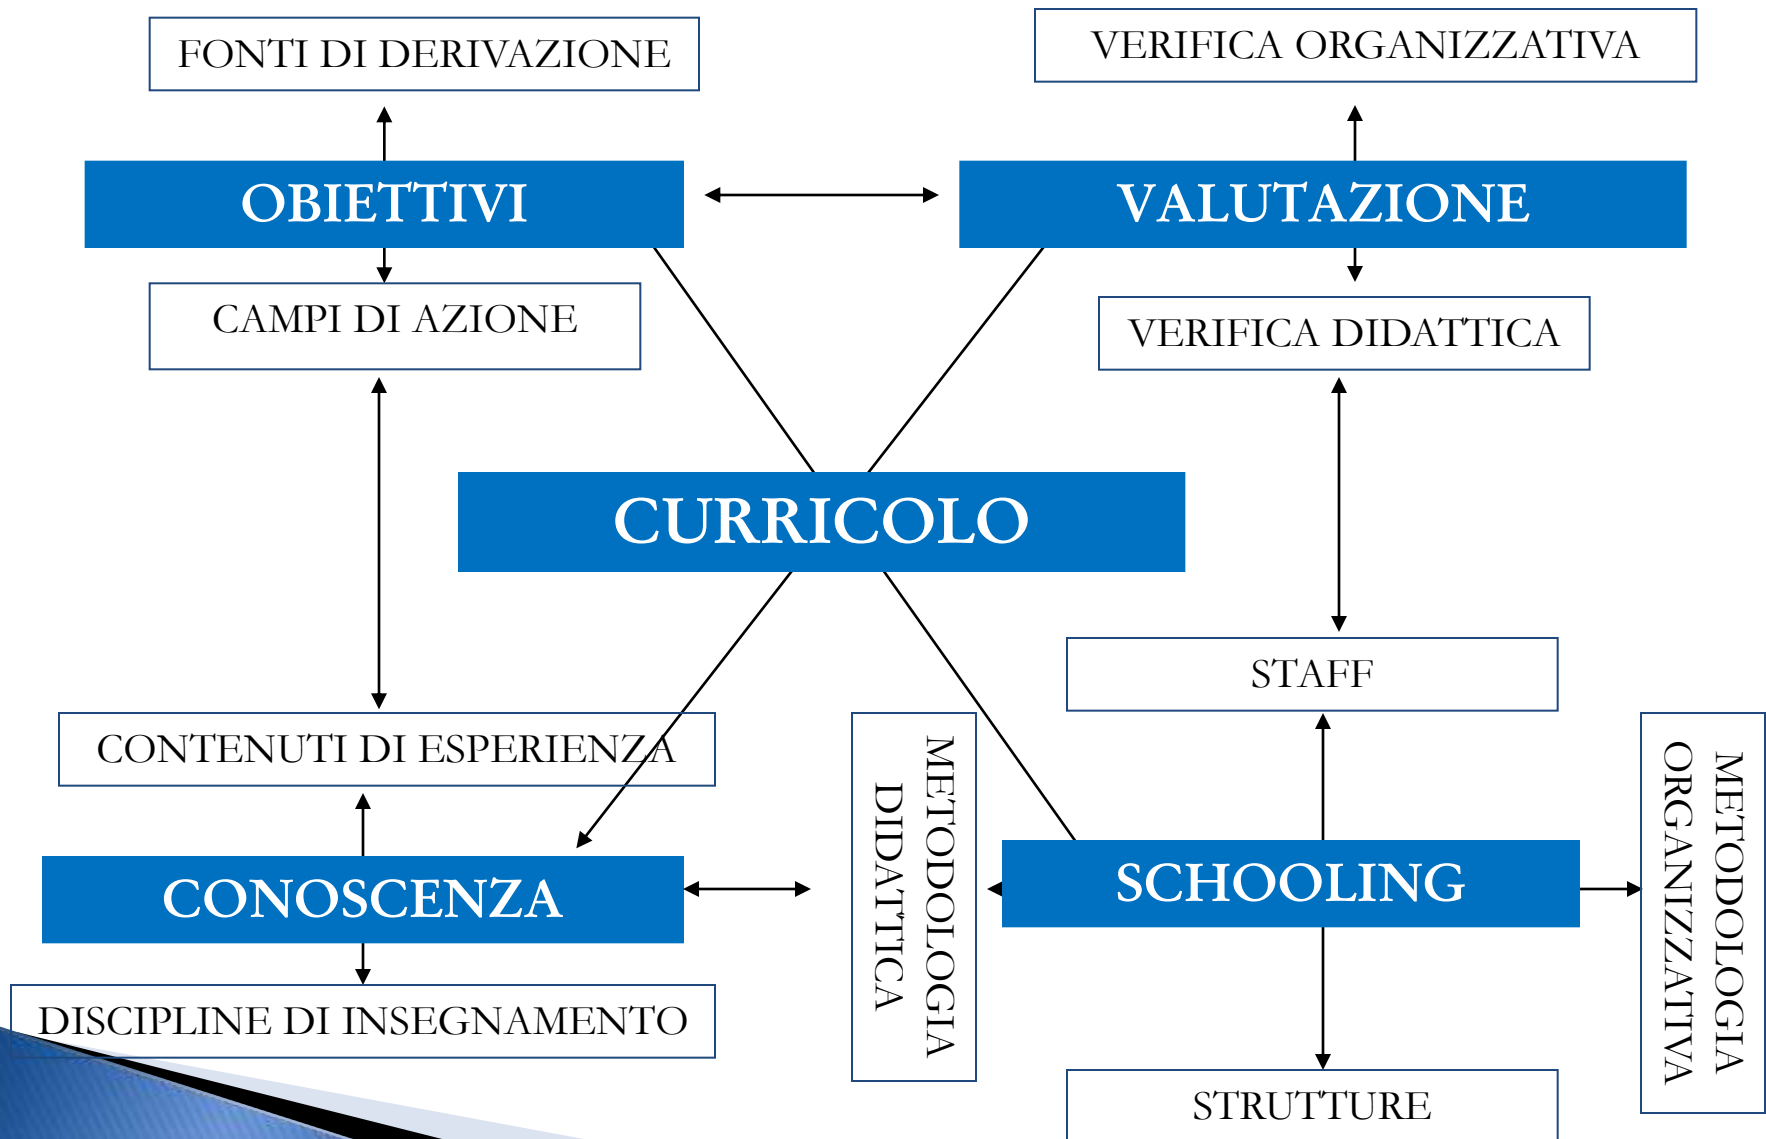 FONTI DI DERIVAZIONE
VERIFICA ORGANIZZATIVA
OBIETTIVI
VALUTAZIONE
CAMPI DI AZIONE
VERIFICA DIDATTICA
CURRICOLO
STAFF
CONTENUTI DI ESPERIENZA
METODOLOGIA
DIDATTICA
METODOLOGIA
ORGANIZZATIVA
CONOSCENZA
SCHOOLING
DISCIPLINE DI INSEGNAMENTO
STRUTTURE